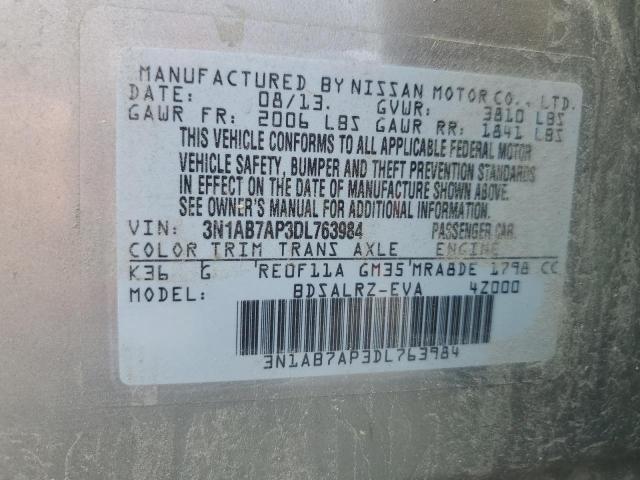 MANUFACTURED BY NISSAN MOTOR CO., LTD.
DATE: 08/13. GVWR: 3810 LBS
GAWR FR: 2006 LBS GAWR RR: 1841 LBS
THIS VEHICLE CONFORMS TO ALL APPLICABLE FEDERAL MOTOR
VEHICLE SAFETY, BUMPER AND THEFT PREVENTION STANDARDS
IN EFFECT ON THE DATE OF MANUFACTURE SHOWN ABOVE.
SEE OWNER'S MANUAL FOR ADDITIONAL INFORMATION.
VIN: 3N1AB7AP3DL763984 PASSENGER CAR.
COLOR TRIM TRANS AXLE ENGINE
K36 G RE0F11A GM35 MRA8DE 1798 CC
MODEL: BDSALRZ-EVA 4Z000
3N1AB7AP3DL763984